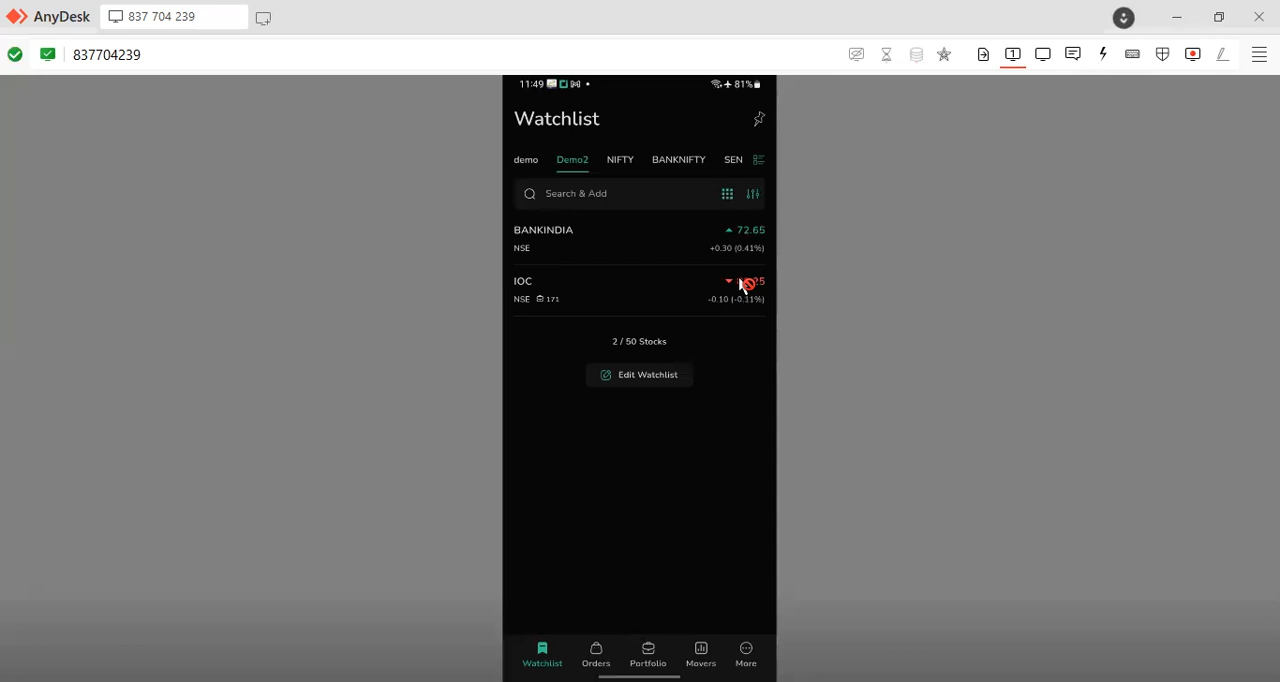 AnyDesk 837 704 239
837704239
11:49 81%
Watchlist
demo Demo2 NIFTY BANKNIFTY SEN
Search & Add
BANKINDIA 72.65
NSE +0.30 (0.41%)
IOC 25
NSE 171 -0.10 (-0.11%)
2 / 50 Stocks
Edit Watchlist
Watchlist Orders Portfolio Movers More